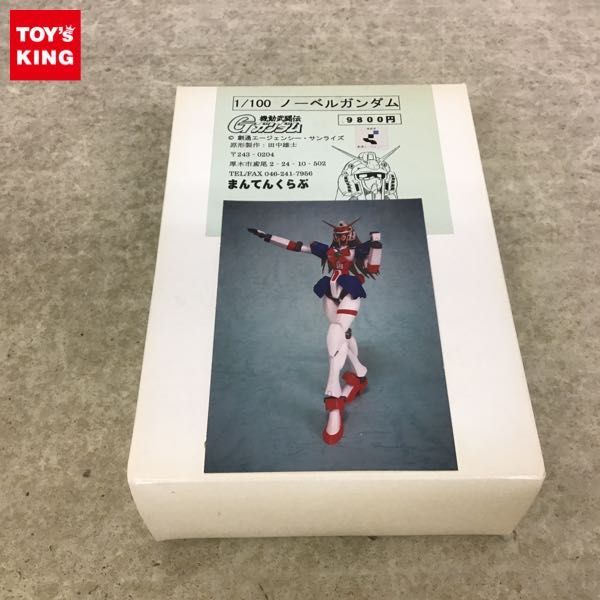 TOY'S
KING
1/100 ノーベルガンダム
機動武闘伝
Gガンダム
9800円
© 創通エージェンシー・サンライズ
原形製作：田中雄士
〒243-0204
厚木市鳶尾2-24-10-502
TEL/FAX 046-241-7956
まんてんくらぶ